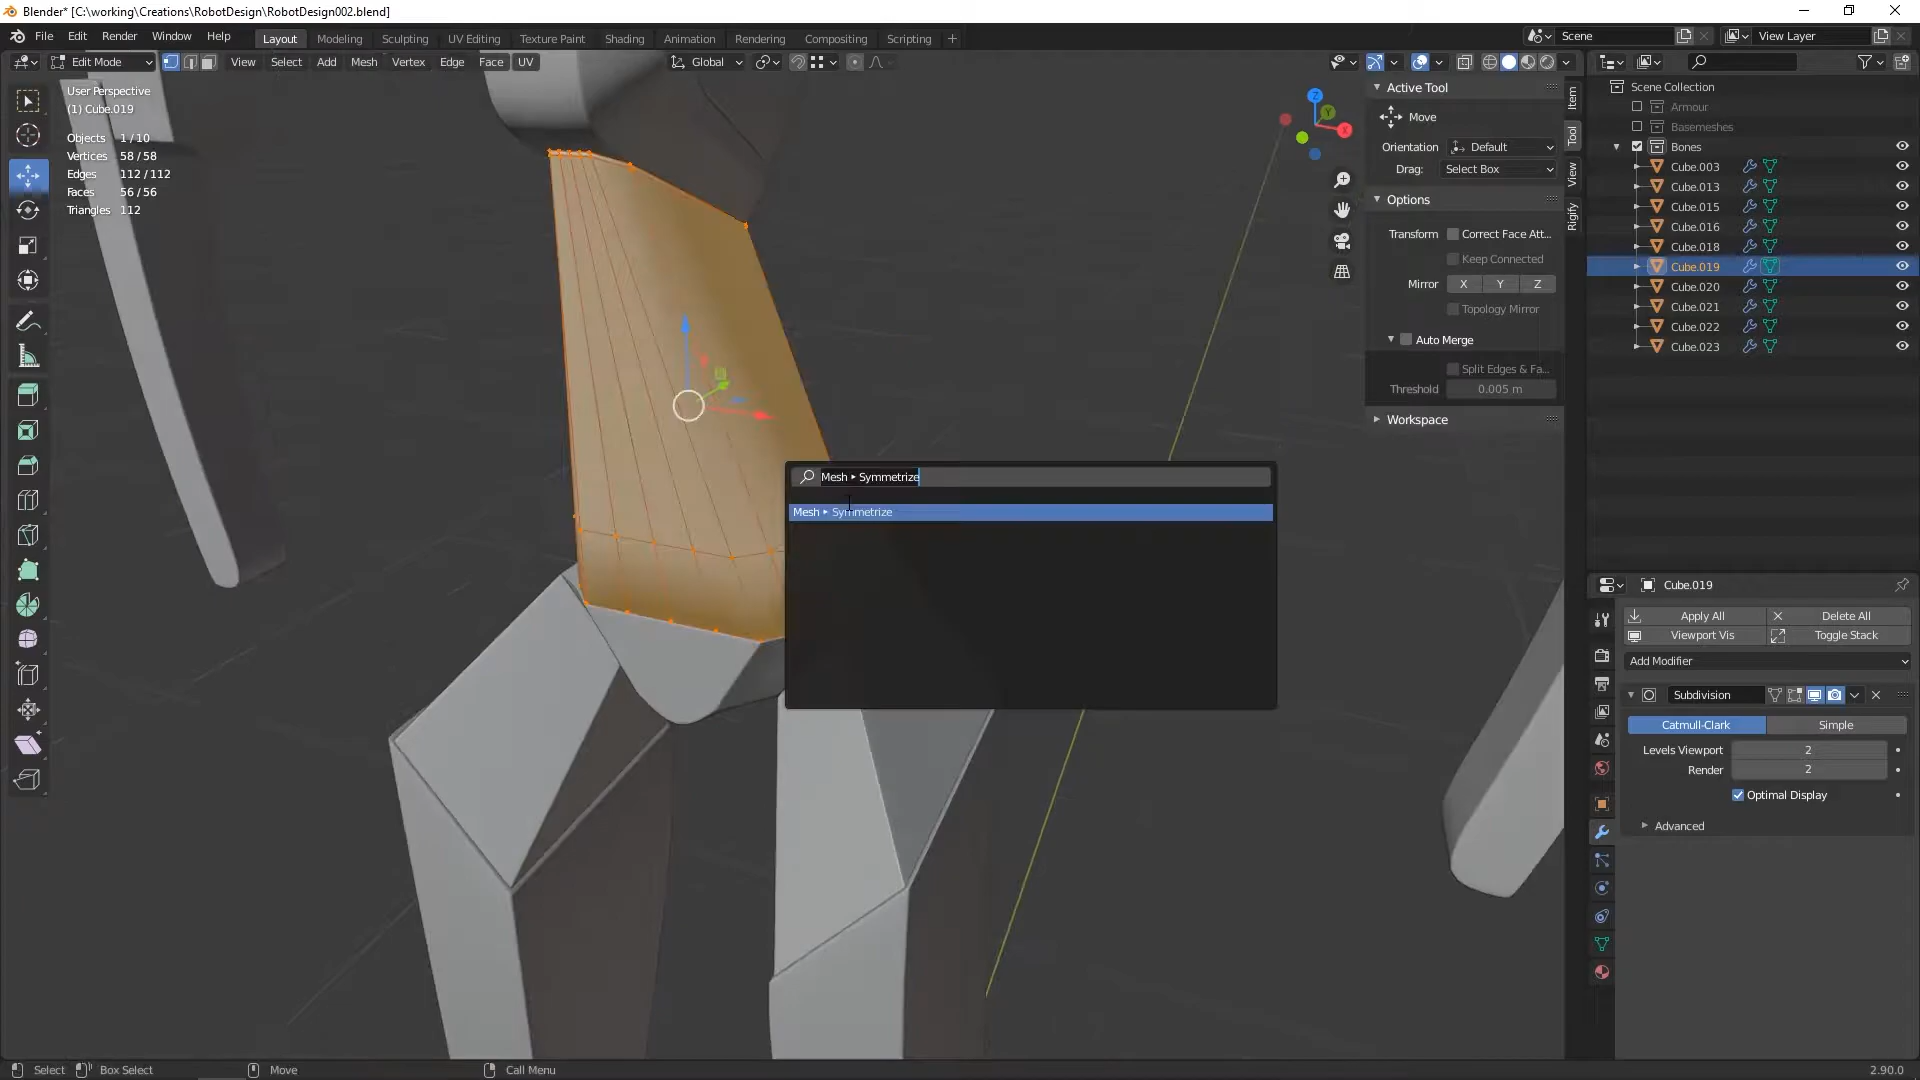 Blender* [C:\working\Creations\RobotDesign\RobotDesign002.blend]
File Edit Render Window Help Layout Modeling Sculpting UV Editing Texture Paint Shading Animation Rendering Compositing Scripting + Scene View Layer
Edit Mode View Select Add Mesh Vertex Edge Face UV Global
User Perspective
(1) Cube.019
Objects 1 / 10
Vertices 58 / 58
Edges 112 / 112
Faces 56 / 56
Triangles 112
Z
Y
X
Mesh ▸ Symmetrize
Mesh ▸ Symmetrize
Active Tool
Move
Orientation Default
Drag: Select Box
Options
Transform Correct Face Att...
Keep Connected
Mirror X Y Z
Topology Mirror
Auto Merge
Split Edges & Fa...
Threshold 0.005 m
Workspace
Item
Tool
View
Rigify
Scene Collection
Armour
Basemeshes
Bones
Cube.003
Cube.013
Cube.015
Cube.016
Cube.018
Cube.019
Cube.020
Cube.021
Cube.022
Cube.023
Cube.019
Apply All Delete All
Viewport Vis Toggle Stack
Add Modifier
Subdivision
Catmull-Clark Simple
Levels Viewport 2
Render 2
Optimal Display
Advanced
Select Box Select Move Call Menu 2.90.0